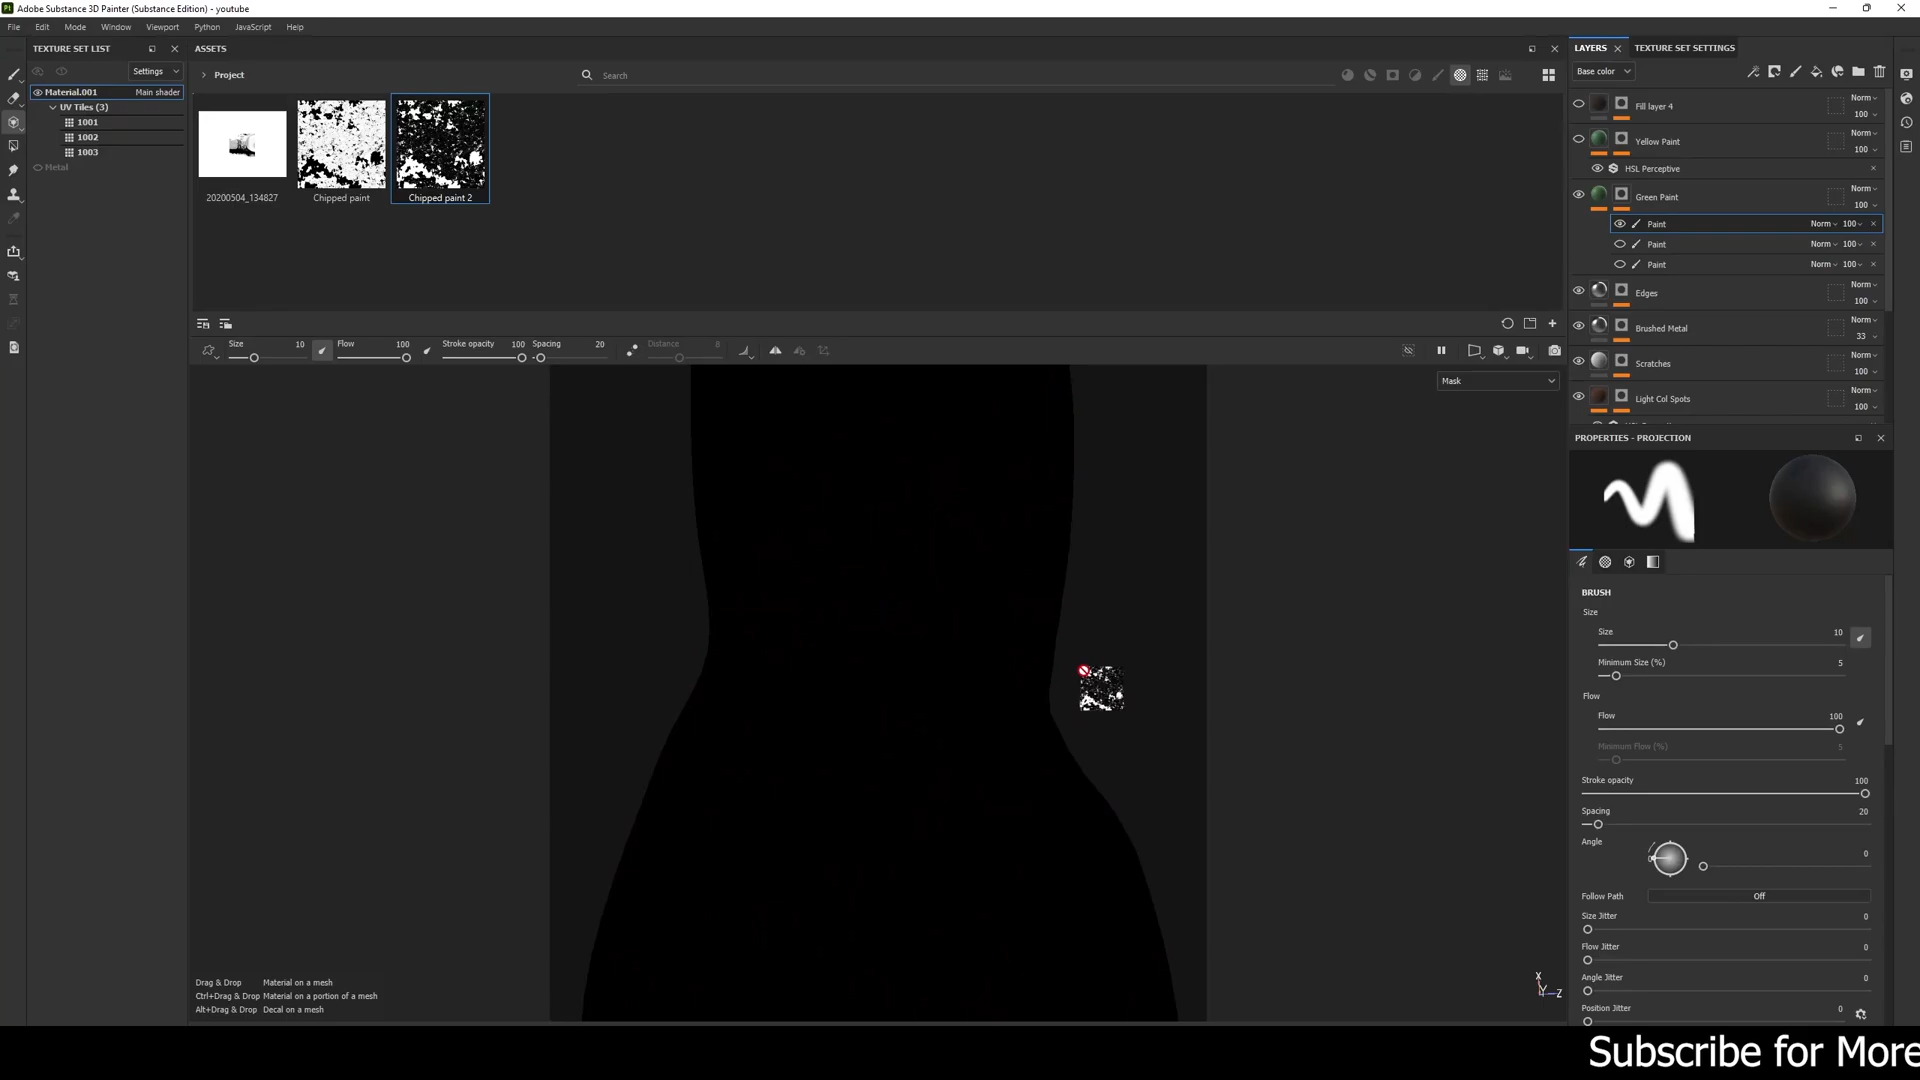 Adobe Substance 3D Painter (Substance Edition) - youtube
File Edit Mode Window Viewport Python JavaScript Help
TEXTURE SET LIST
Settings
Material.001 Main shader
UV Tiles (3)
1001
1002
1003
Metal
ASSETS
Project
Search
20200504_134827
Chipped paint
Chipped paint 2
Size 10
Flow 100
Stroke opacity 100
Spacing 20
Distance 8
Mask
Drag & Drop Material on a mesh
Ctrl+Drag & Drop Material on a portion of a mesh
Alt+Drag & Drop Decal on a mesh
X
Y
Z
LAYERS TEXTURE SET SETTINGS
Base color
Fill layer 4 Norm 100
Yellow Paint Norm 100
HSL Perceptive
Green Paint Norm 100
Paint Norm 100
Paint Norm 100
Paint Norm 100
Edges Norm 100
Brushed Metal Norm 33
Scratches Norm 100
Light Col Spots Norm 100
PROPERTIES - PROJECTION
BRUSH
Size
Size 10
Minimum Size (%) 5
Flow
Flow 100
Minimum Flow (%) 5
Stroke opacity 100
Spacing 20
Angle 0
Follow Path Off
Size Jitter 0
Flow Jitter 0
Angle Jitter 0
Position Jitter 0
Subscribe for More